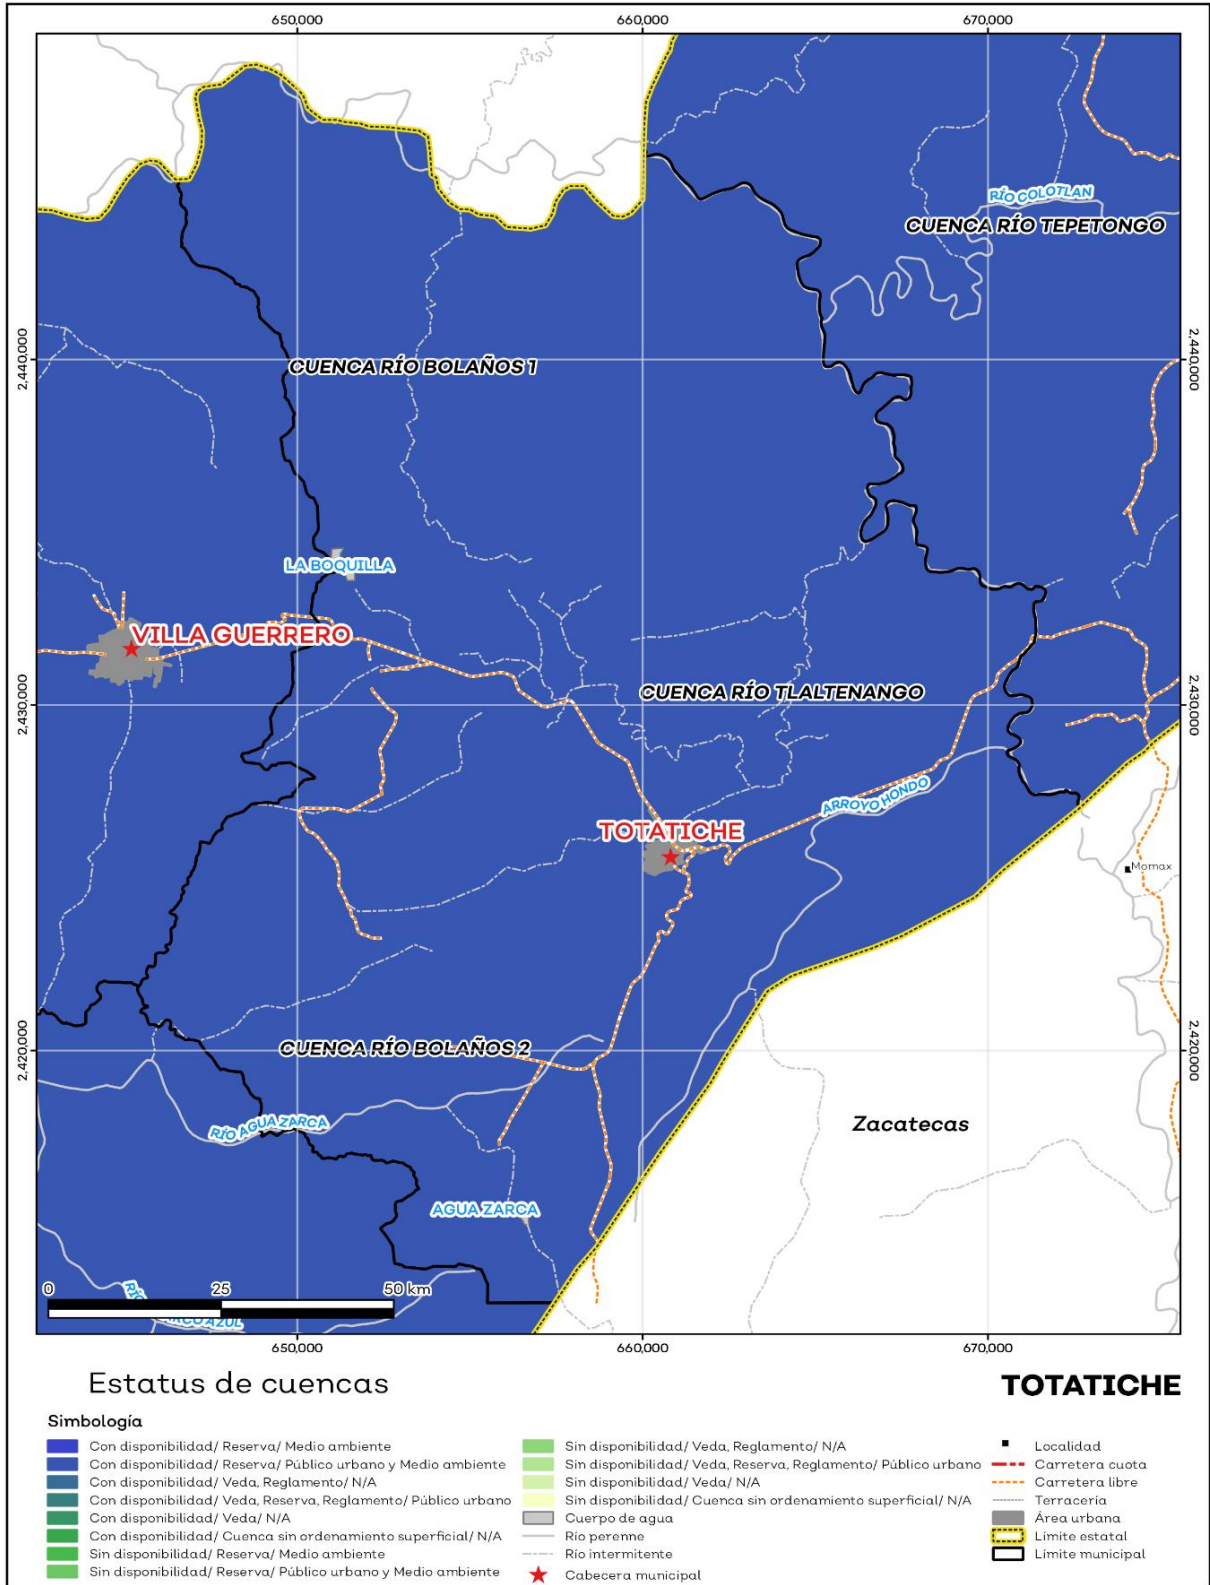 650,000
660,000
670,000
RÍO COLOTLAN
CUENCA RÍO TEPETONGO
2,440,000
2,440,000
CUENCA RÍO BOLAÑOS 1
LA BOQUILLA
VILLA GUERRERO
CUENCA RÍO TLALTENANGO
2,430,000
2,430,000
ARROYO HONDO
TOTATICHE
Momax
CUENCA RÍO BOLAÑOS 2
2,420,000
2,420,000
RÍO AGUA ZARCA
Zacatecas
AGUA ZARCA
0 25 50 km
AZUL
650,000
660,000
670,000
Estatus de cuencas
TOTATICHE
Simbología
Con disponibilidad/ Reserva/ Medio ambiente
Con disponibilidad/ Reserva/ Público urbano y Medio ambiente
Con disponibilidad/ Veda, Reglamento/ N/A
Con disponibilidad/ Veda, Reserva, Reglamento/ Público urbano
Con disponibilidad/ Veda/ N/A
Con disponibilidad/ Cuenca sin ordenamiento superficial/ N/A
Sin disponibilidad/ Reserva/ Medio ambiente
Sin disponibilidad/ Reserva/ Público urbano y Medio ambiente
Sin disponibilidad/ Veda, Reglamento/ N/A
Sin disponibilidad/ Veda, Reserva, Reglamento/ Público urbano
Sin disponibilidad/ Veda/ N/A
Sin disponibilidad/ Cuenca sin ordenamiento superficial/ N/A
Cuerpo de agua
Río perenne
Río intermitente
Cabecera municipal
Localidad
Carretera cuota
Carretera libre
Terracería
Área urbana
Límite estatal
Límite municipal